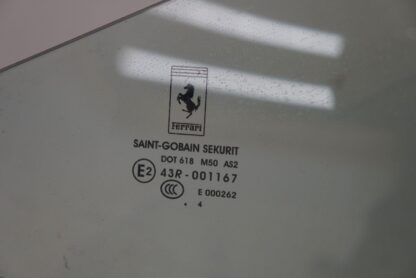 Ferrari
SAINT-GOBAIN SEKURIT
DOT 618 M50 AS2
E2 43R-001167
CCC E 000262
. 4